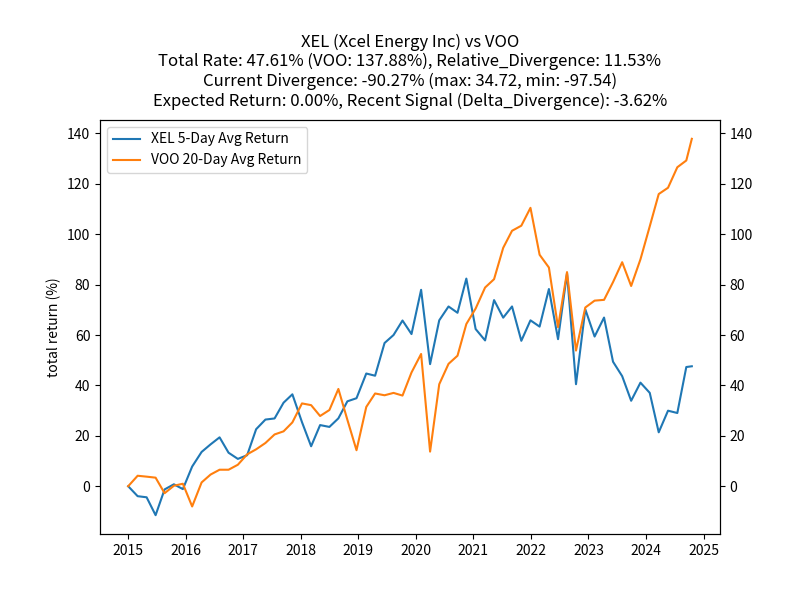 XEL (Xcel Energy Inc) vs VOO
Total Rate: 47.61% (VOO: 137.88%), Relative_Divergence: 11.53%
Current Divergence: -90.27% (max: 34.72, min: -97.54)
Expected Return: 0.00%, Recent Signal (Delta_Divergence): -3.62%
XEL 5-Day Avg Return
VOO 20-Day Avg Return
total return (%)
140
120
100
80
60
40
20
0
140
120
100
80
60
40
20
0
2015 2016 2017 2018 2019 2020 2021 2022 2023 2024 2025